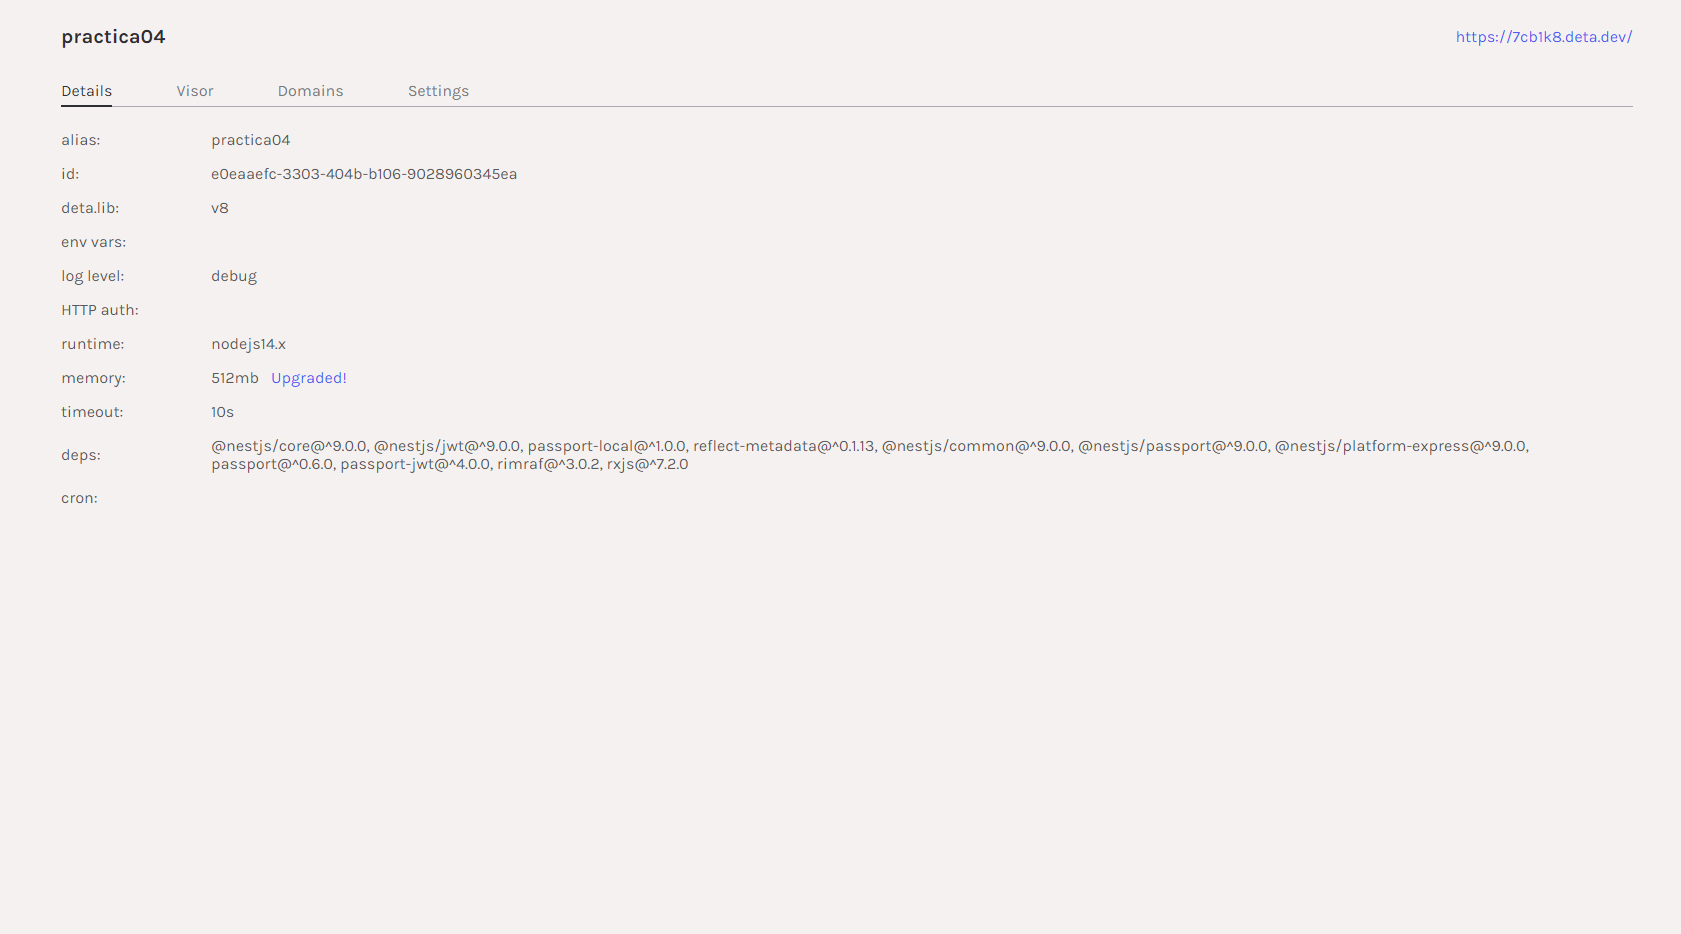 practica04 https://7cb1k8.deta.dev/
Details Visor Domains Settings
alias: practica04
id: e0eaaefc-3303-404b-b106-9028960345ea
deta.lib: v8
env vars:
log level: debug
HTTP auth:
runtime: nodejs14.x
memory: 512mb Upgraded!
timeout: 10s
deps: @nestjs/core@^9.0.0, @nestjs/jwt@^9.0.0, passport-local@^1.0.0, reflect-metadata@^0.1.13, @nestjs/common@^9.0.0, @nestjs/passport@^9.0.0, @nestjs/platform-express@^9.0.0,
passport@^0.6.0, passport-jwt@^4.0.0, rimraf@^3.0.2, rxjs@^7.2.0
cron: